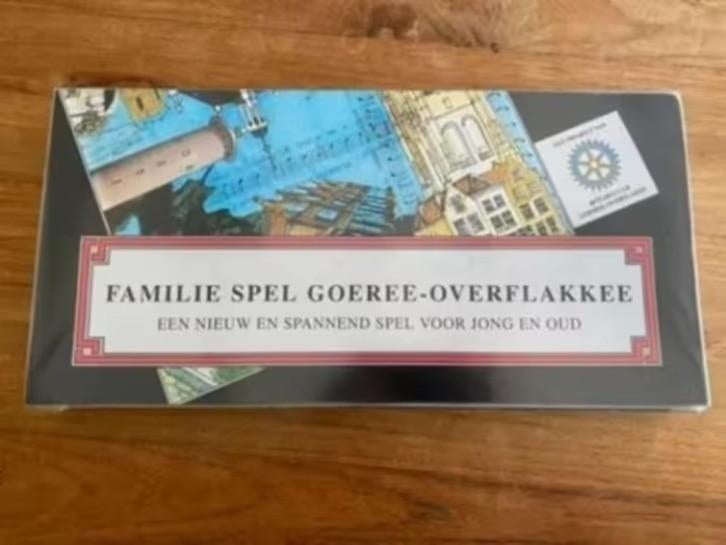 FAMILIE SPEL GOEREE-OVERFLAKKEE
EEN NIEUW EN SPANNEND SPEL VOOR JONG EN OUD